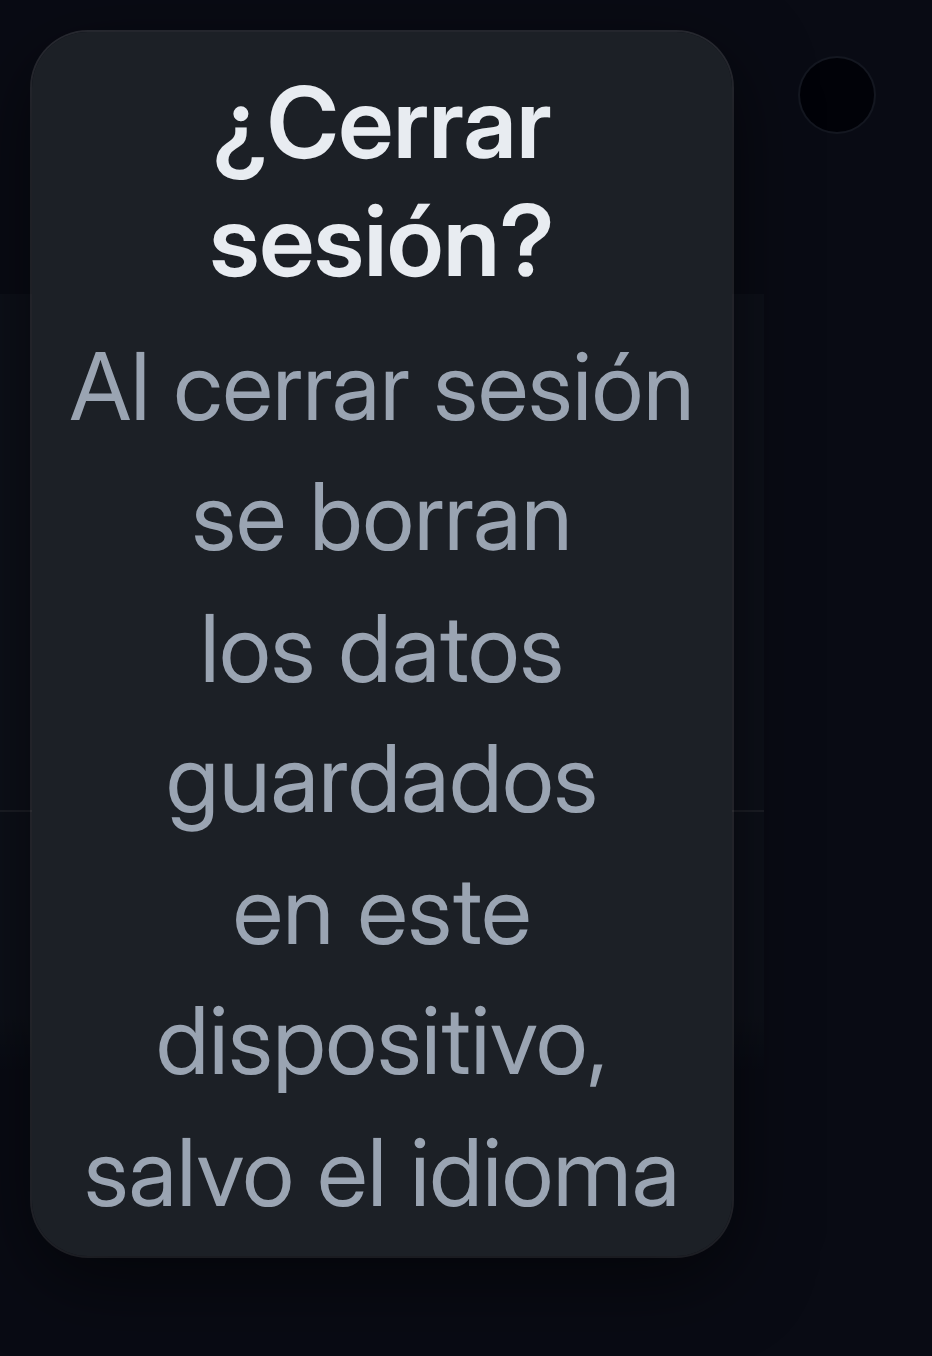 ¿Cerrar
sesión?
Al cerrar sesión
se borran
los datos
guardados
en este
dispositivo,
salvo el idioma